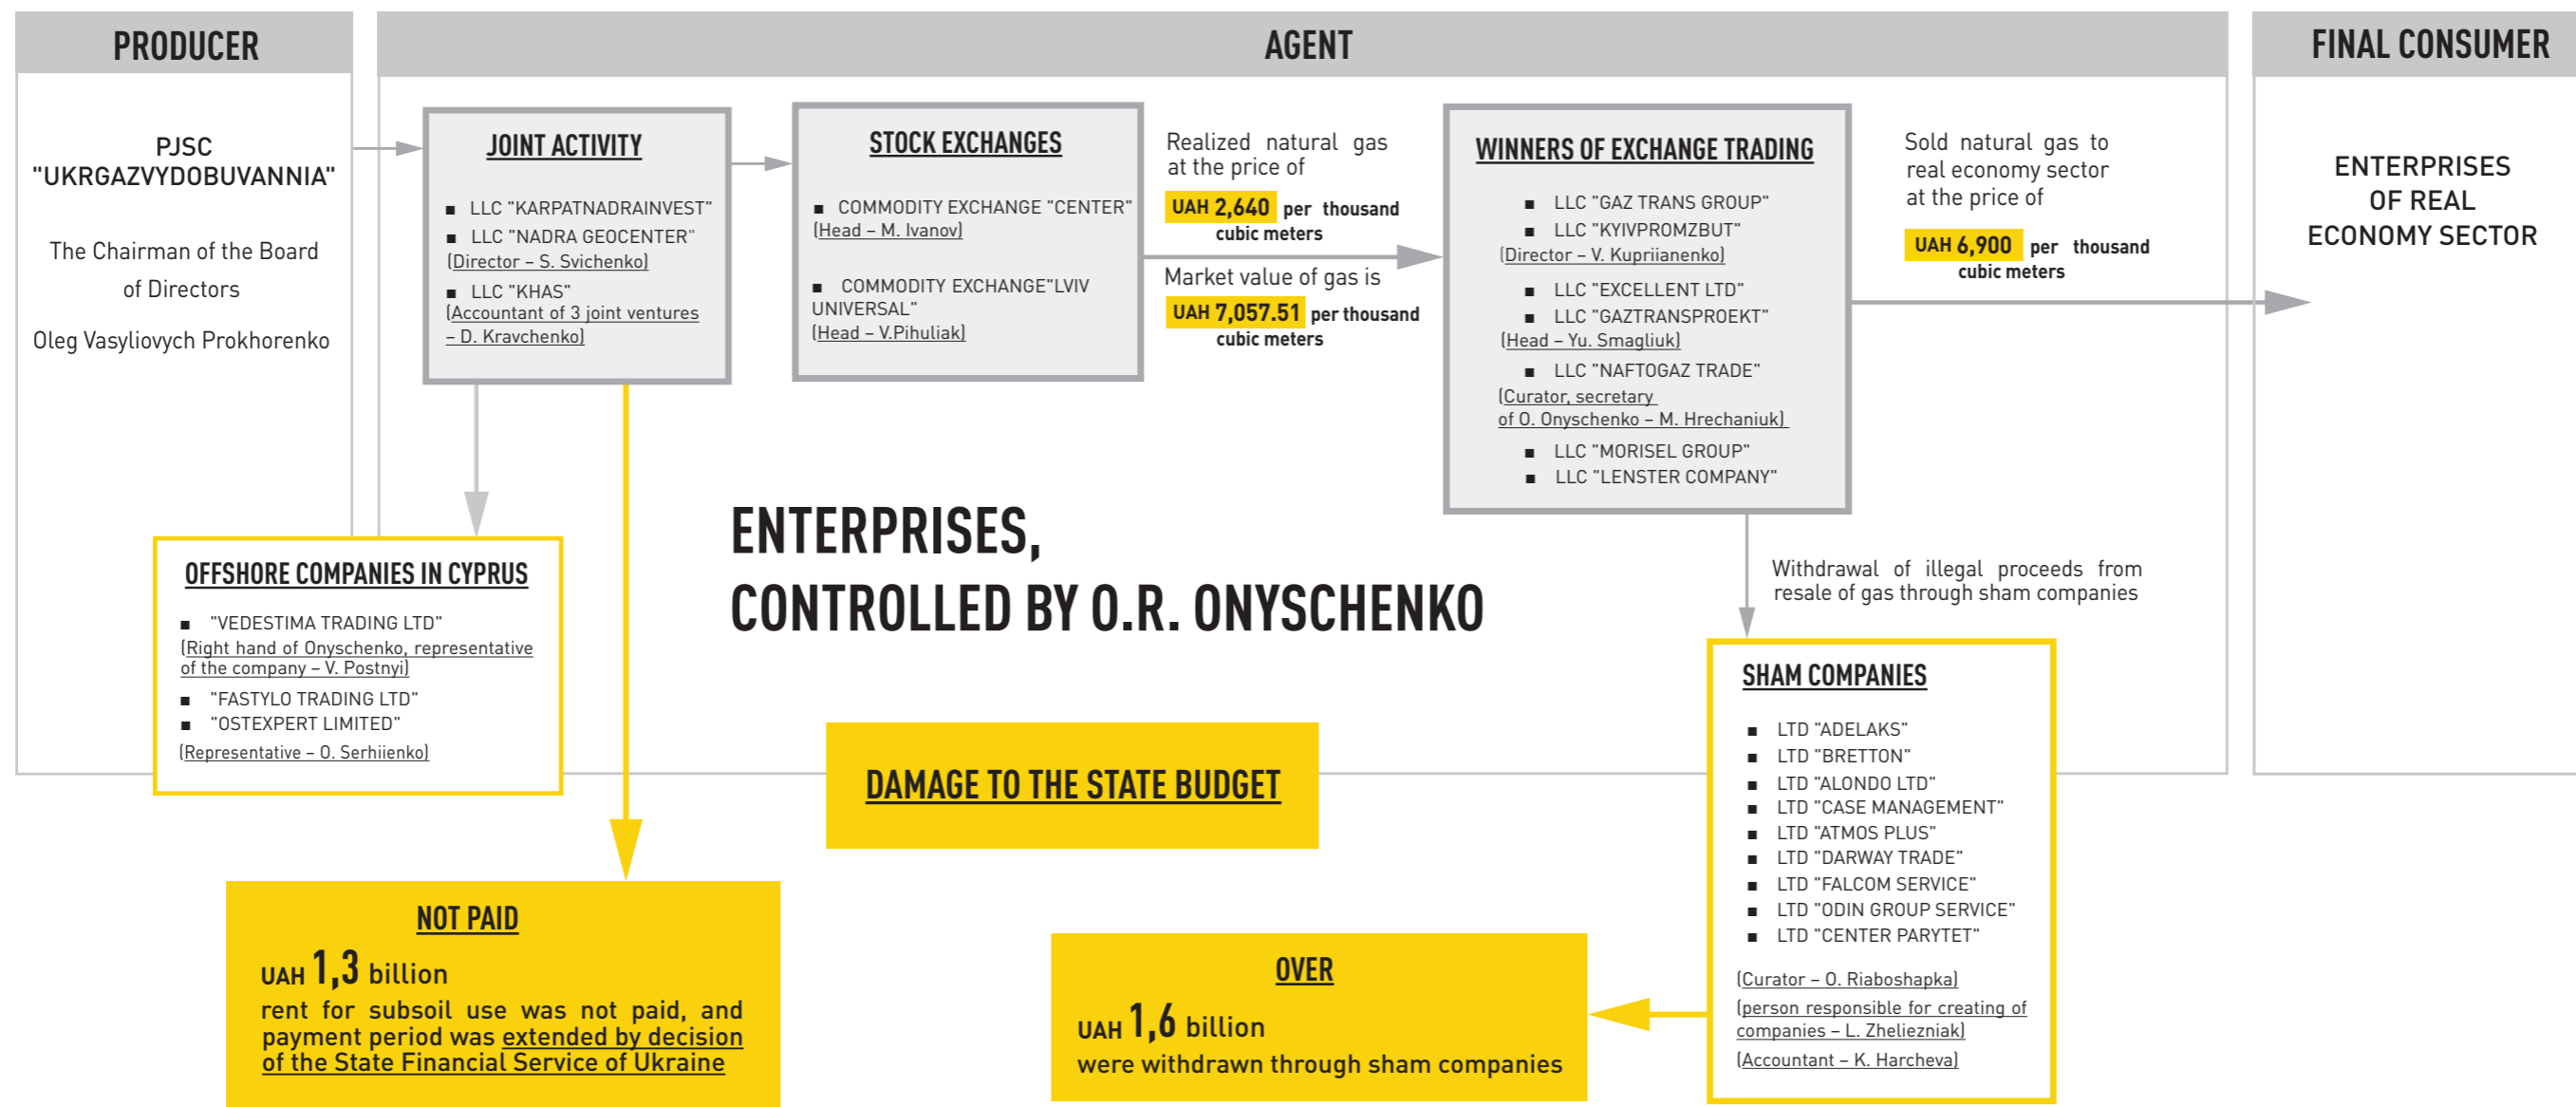 PRODUCER
PJSC
"UKRGAZVYDOBUVANNIA"
The Chairman of the Board
of Directors
Oleg Vasyliovych Prokhorenko
AGENT
JOINT ACTIVITY
■ LLC "KARPATNADRAINVEST"
■ LLC "NADRA GEOCENTER"
(Director – S. Svichenko)
■ LLC "KHAS"
(Accountant of 3 joint ventures
– D. Kravchenko)
STOCK EXCHANGES
■ COMMODITY EXCHANGE "CENTER"
(Head – M. Ivanov)
■ COMMODITY EXCHANGE"LVIV
UNIVERSAL"
(Head – V.Pihuliak)
Realized natural gas
at the price of
UAH 2,640 per thousand
cubic meters
Market value of gas is
UAH 7,057.51 per thousand
cubic meters
WINNERS OF EXCHANGE TRADING
■ LLC "GAZ TRANS GROUP"
■ LLC "KYIVPROMZBUT"
(Director – V. Kupriianenko)
■ LLC "EXCELLENT LTD"
■ LLC "GAZTRANSPROEKT"
(Head – Yu. Smagliuk)
■ LLC "NAFTOGAZ TRADE"
(Curator, secretary
of O. Onyschenko – M. Hrechaniuk)
■ LLC "MORISEL GROUP"
■ LLC "LENSTER COMPANY"
Sold natural gas to
real economy sector
at the price of
UAH 6,900 per thousand
cubic meters
FINAL CONSUMER
ENTERPRISES
OF REAL
ECONOMY SECTOR
OFFSHORE COMPANIES IN CYPRUS
■ "VEDESTIMA TRADING LTD"
(Right hand of Onyschenko, representative
of the company – V. Postnyi)
■ "FASTYLO TRADING LTD"
■ "OSTEXPERT LIMITED"
(Representative – O. Serhiienko)
ENTERPRISES,
CONTROLLED BY O.R. ONYSCHENKO
Withdrawal of illegal proceeds from
resale of gas through sham companies
SHAM COMPANIES
■ LTD "ADELAKS"
■ LTD "BRETTON"
■ LTD "ALONDO LTD"
■ LTD "CASE MANAGEMENT"
■ LTD "ATMOS PLUS"
■ LTD "DARWAY TRADE"
■ LTD "FALCOM SERVICE"
■ LTD "ODIN GROUP SERVICE"
■ LTD "CENTER PARYTET"
(Curator – O. Riaboshapka)
(person responsible for creating of
companies – L. Zheliezniak)
(Accountant – K. Harcheva)
DAMAGE TO THE STATE BUDGET
NOT PAID
UAH 1,3 billion
rent for subsoil use was not paid, and
payment period was extended by decision
of the State Financial Service of Ukraine
OVER
UAH 1,6 billion
were withdrawn through sham companies